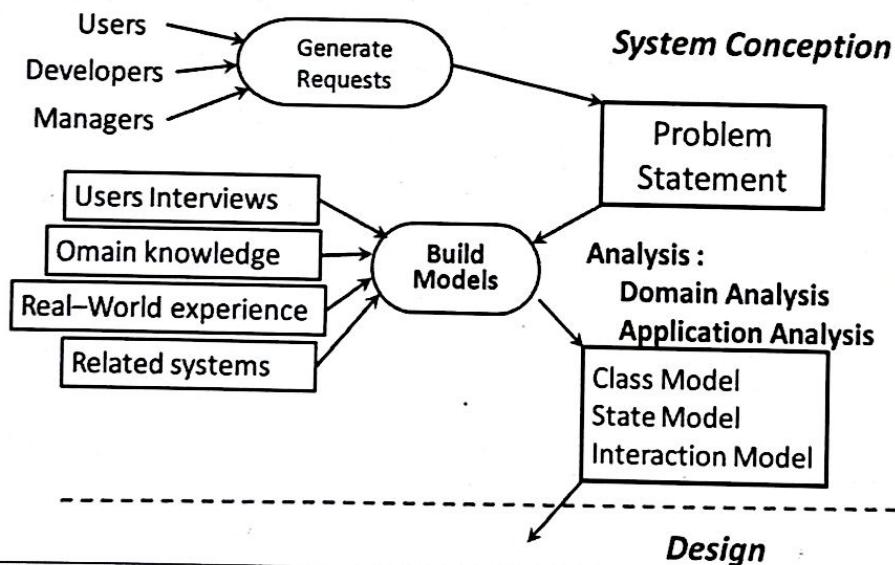 Users
Developers
Managers
Generate
Requests
System Conception
Problem
Statement
Users Interviews
Omain knowledge
Real–World experience
Related systems
Build
Models
Analysis :
Domain Analysis
Application Analysis
Class Model
State Model
Interaction Model
Design